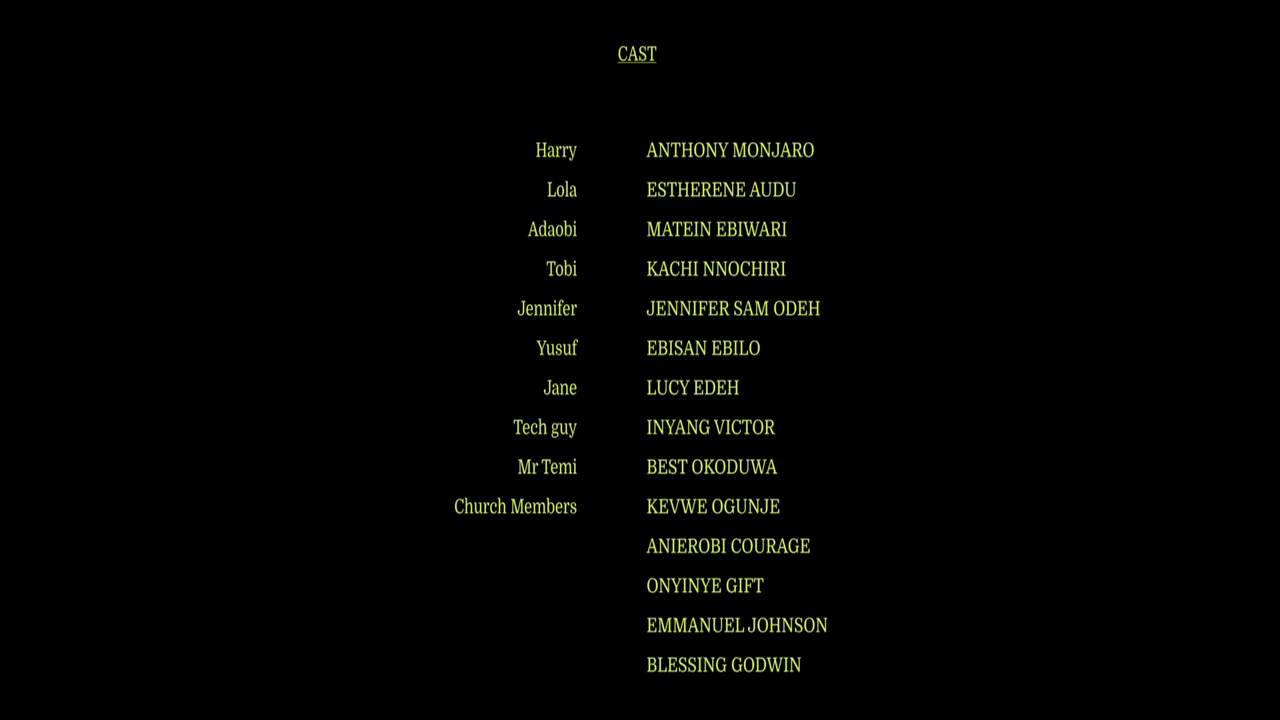 CAST
Harry ANTHONY MONJARO
Lola ESTHERENE AUDU
Adaobi MATEIN EBIWARI
Tobi KACHI NNOCHIRI
Jennifer JENNIFER SAM ODEH
Yusuf EBISAN EBILO
Jane LUCY EDEH
Tech guy INYANG VICTOR
Mr Temi BEST OKODUWA
Church Members KEVWE OGUNJE
ANIEROBI COURAGE
ONYINYE GIFT
EMMANUEL JOHNSON
BLESSING GODWIN